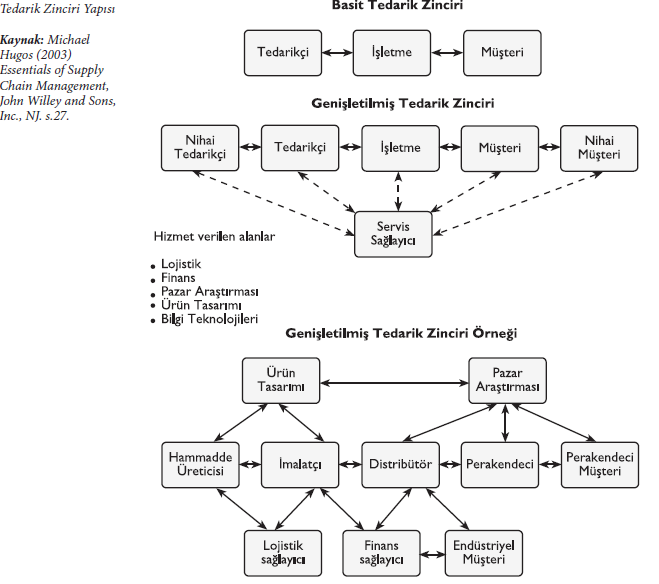 Tedarik Zinciri Yapısı
Kaynak: Michael
Hugos (2003)
Essentials of Supply
Chain Management,
John Willey and Sons,
Inc., NJ. s.27.
Basit Tedarik Zinciri
Tedarikçi
İşletme
Müşteri
Genişletilmiş Tedarik Zinciri
Nihai
Tedarikçi
Tedarikçi
İşletme
Müşteri
Nihai
Müşteri
Servis
Sağlayıcı
Hizmet verilen alanlar
• Lojistik
• Finans
• Pazar Araştırması
• Ürün Tasarımı
• Bilgi Teknolojileri
Genişletilmiş Tedarik Zinciri Örneği
Ürün
Tasarımı
Pazar
Araştırması
Hammadde
Üreticisi
İmalatçı
Distribütör
Perakendeci
Perakendeci
Müşteri
Lojistik
sağlayıcı
Finans
sağlayıcı
Endüstriyel
Müşteri